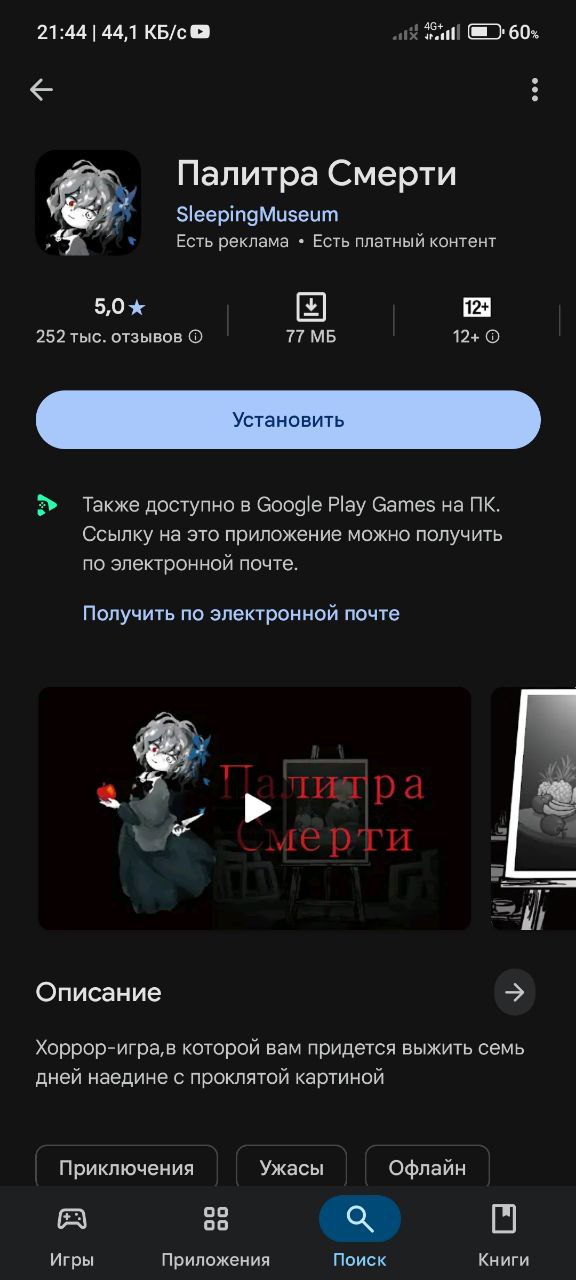 21:44 | 44,1 КБ/с 4G+ 60%
Палитра Смерти
SleepingMuseum
Есть реклама • Есть платный контент
5,0★ 12+
252 тыс. отзывов 77 МБ 12+
Установить
Также доступно в Google Play Games на ПК.
Ссылку на это приложение можно получить
по электронной почте.
Получить по электронной почте
Палитра
Смерти
Описание
Хоррор-игра,в которой вам придется выжить семь
дней наедине с проклятой картиной
Приключения Ужасы Офлайн
Игры Приложения Поиск Книги